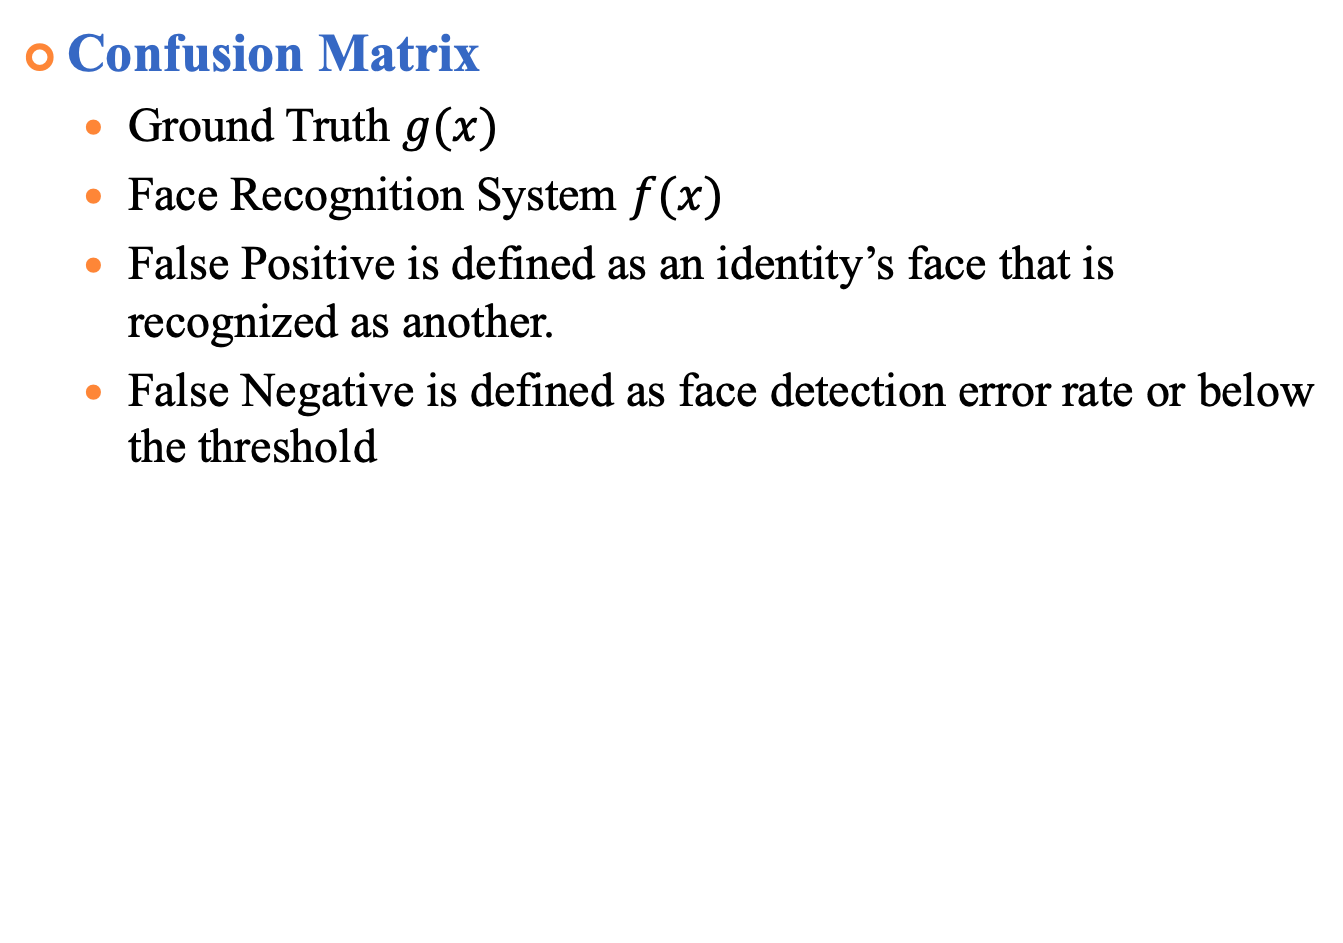 Confusion Matrix
Ground Truth g(x)
Face Recognition System f(x)
False Positive is defined as an identity’s face that is
recognized as another.
False Negative is defined as face detection error rate or below
the threshold